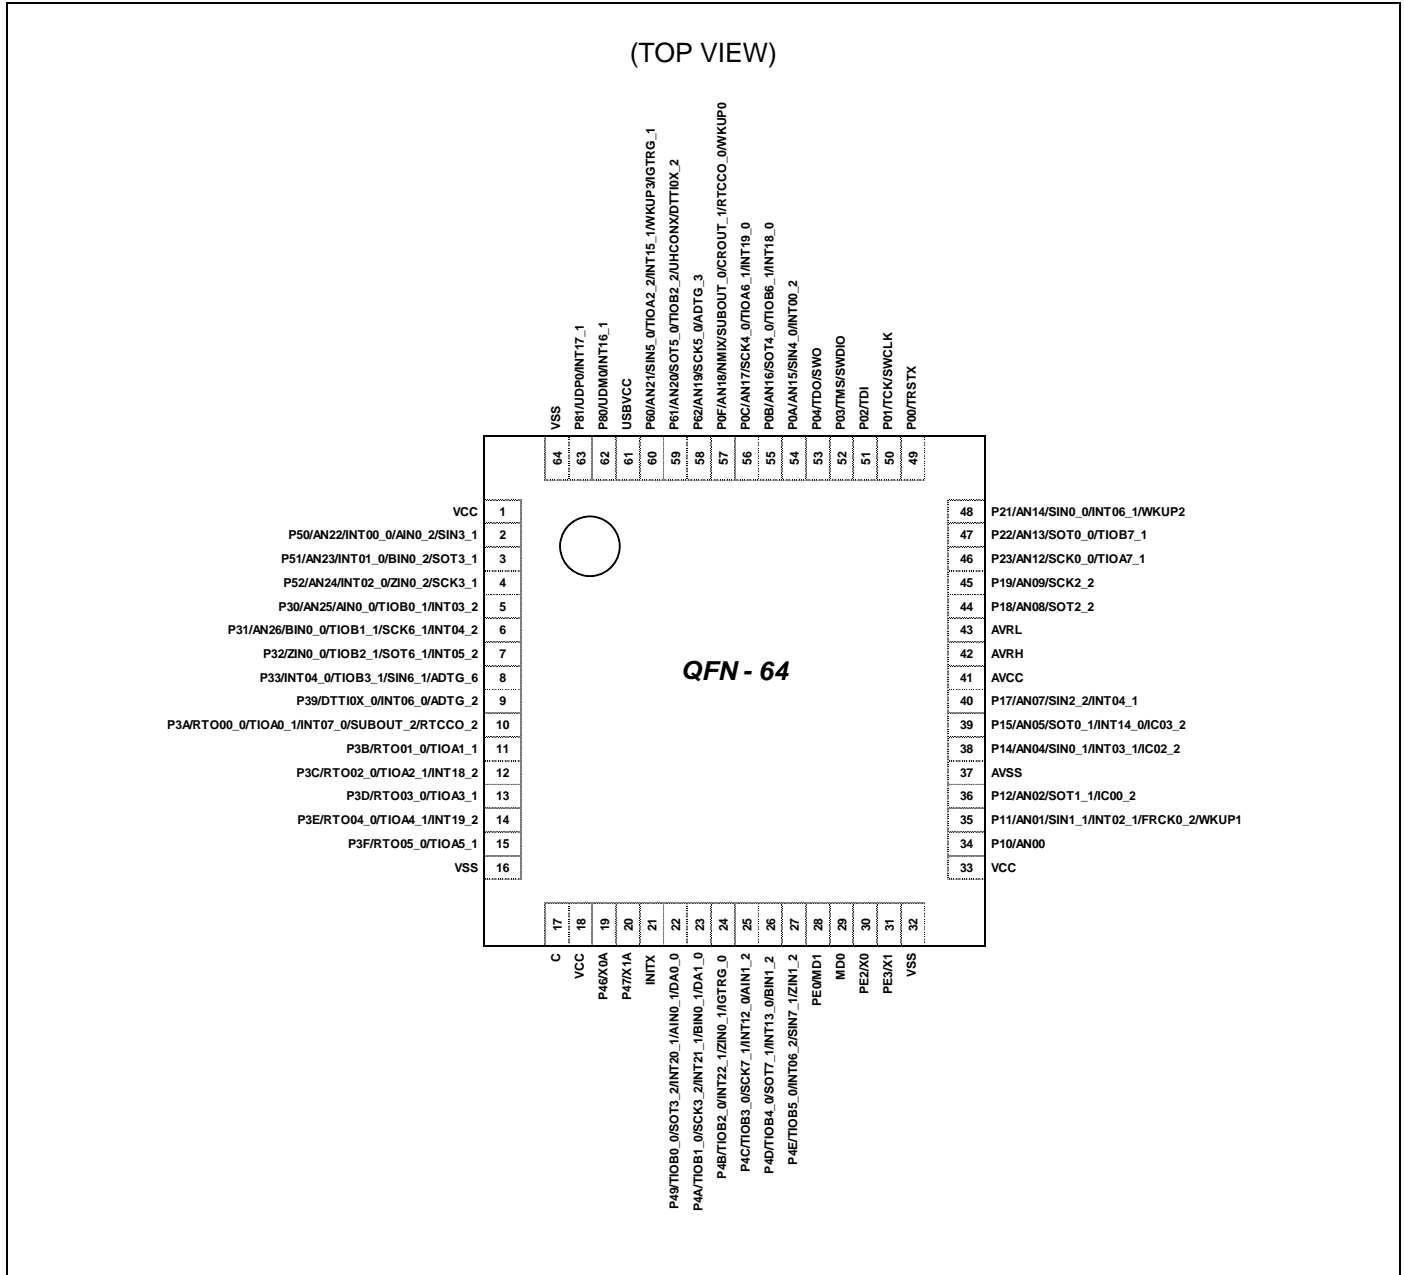 (TOP VIEW)
VSS
P81/UDP0/INT17_1
P80/UDM0/INT16_1
USBVCC
P60/AN21/SIN5_0/TIOA2_2/INT15_1/WKUP3/IGTRG_1
P61/AN20/SOT5_0/TIOB2_2/UHCONX/DTTI0X_2
P62/AN19/SCK5_0/ADTG_3
P0F/AN18/NMIX/SUBOUT_0/CROUT_1/RTCCO_0/WKUP0
P0C/AN17/SCK4_0/TIOA6_1/INT19_0
P0B/AN16/SOT4_0/TIOB6_1/INT18_0
P0A/AN15/SIN4_0/INT00_2
P04/TDO/SWO
P03/TMS/SWDIO
P02/TDI
P01/TCK/SWCLK
P00/TRSTX
64 63 62 61 60 59 58 57 56 55 54 53 52 51 50 49
VCC 1
P50/AN22/INT00_0/AIN0_2/SIN3_1 2
P51/AN23/INT01_0/BIN0_2/SOT3_1 3
P52/AN24/INT02_0/ZIN0_2/SCK3_1 4
P30/AN25/AIN0_0/TIOB0_1/INT03_2 5
P31/AN26/BIN0_0/TIOB1_1/SCK6_1/INT04_2 6
P32/ZIN0_0/TIOB2_1/SOT6_1/INT05_2 7
P33/INT04_0/TIOB3_1/SIN6_1/ADTG_6 8
P39/DTTI0X_0/INT06_0/ADTG_2 9
P3A/RTO00_0/TIOA0_1/INT07_0/SUBOUT_2/RTCCO_2 10
P3B/RTO01_0/TIOA1_1 11
P3C/RTO02_0/TIOA2_1/INT18_2 12
P3D/RTO03_0/TIOA3_1 13
P3E/RTO04_0/TIOA4_1/INT19_2 14
P3F/RTO05_0/TIOA5_1 15
VSS 16
QFN - 64
48 P21/AN14/SIN0_0/INT06_1/WKUP2
47 P22/AN13/SOT0_0/TIOB7_1
46 P23/AN12/SCK0_0/TIOA7_1
45 P19/AN09/SCK2_2
44 P18/AN08/SOT2_2
43 AVRL
42 AVRH
41 AVCC
40 P17/AN07/SIN2_2/INT04_1
39 P15/AN05/SOT0_1/INT14_0/IC03_2
38 P14/AN04/SIN0_1/INT03_1/IC02_2
37 AVSS
36 P12/AN02/SOT1_1/IC00_2
35 P11/AN01/SIN1_1/INT02_1/FRCK0_2/WKUP1
34 P10/AN00
33 VCC
17 18 19 20 21 22 23 24 25 26 27 28 29 30 31 32
C
VCC
P46/X0A
P47/X1A
INITX
P49/TIOB0_0/SOT3_2/INT20_1/AIN0_1/DA0_0
P4A/TIOB1_0/SCK3_2/INT21_1/BIN0_1/DA1_0
P4B/TIOB2_0/INT22_1/ZIN0_1/IGTRG_0
P4C/TIOB3_0/SCK7_1/INT12_0/AIN1_2
P4D/TIOB4_0/SOT7_1/INT13_0/BIN1_2
P4E/TIOB5_0/INT06_2/SIN7_1/ZIN1_2
PE0/MD1
MD0
PE2/X0
PE3/X1
VSS